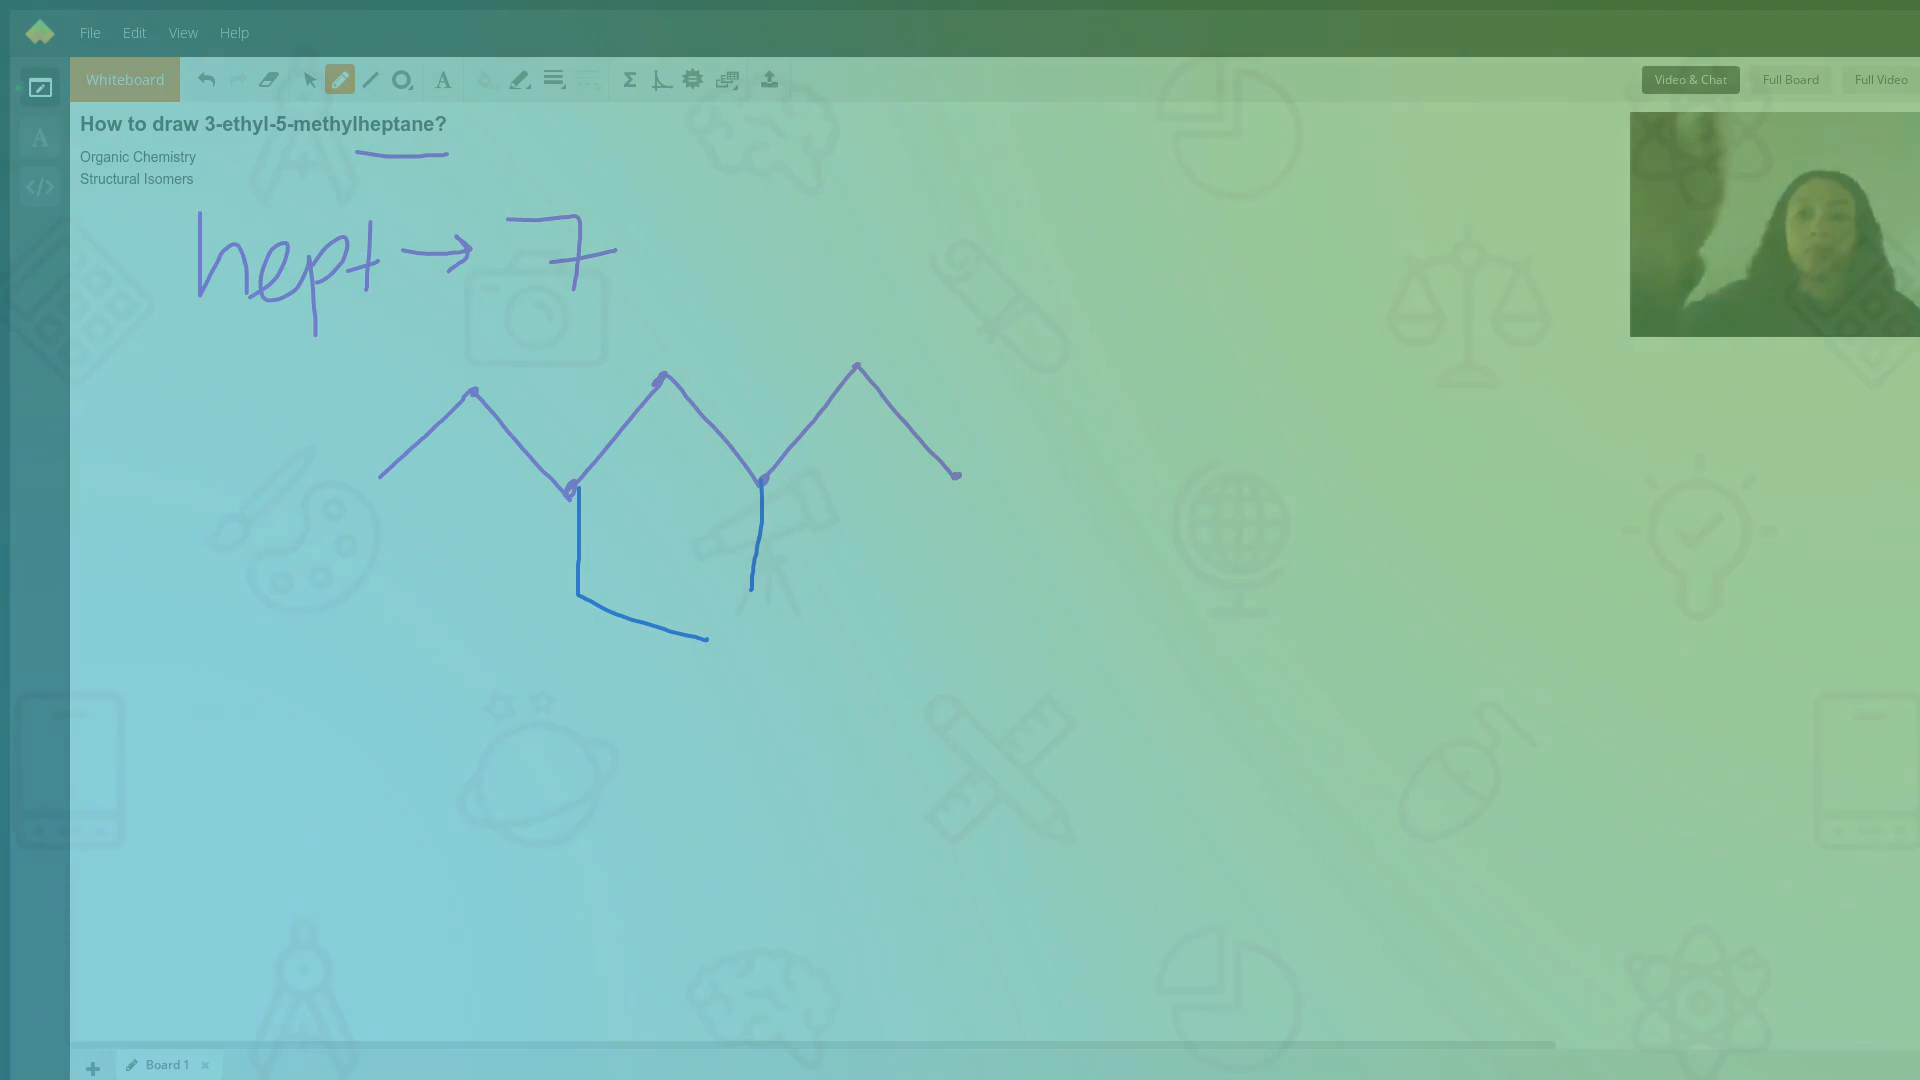 File Edit View Help
Whiteboard A Σ Video & Chat Full Board Full Video
How to draw 3-ethyl-5-methylheptane?
Organic Chemistry
Structural Isomers
A
</>
hept → 7
+ Board 1 ×